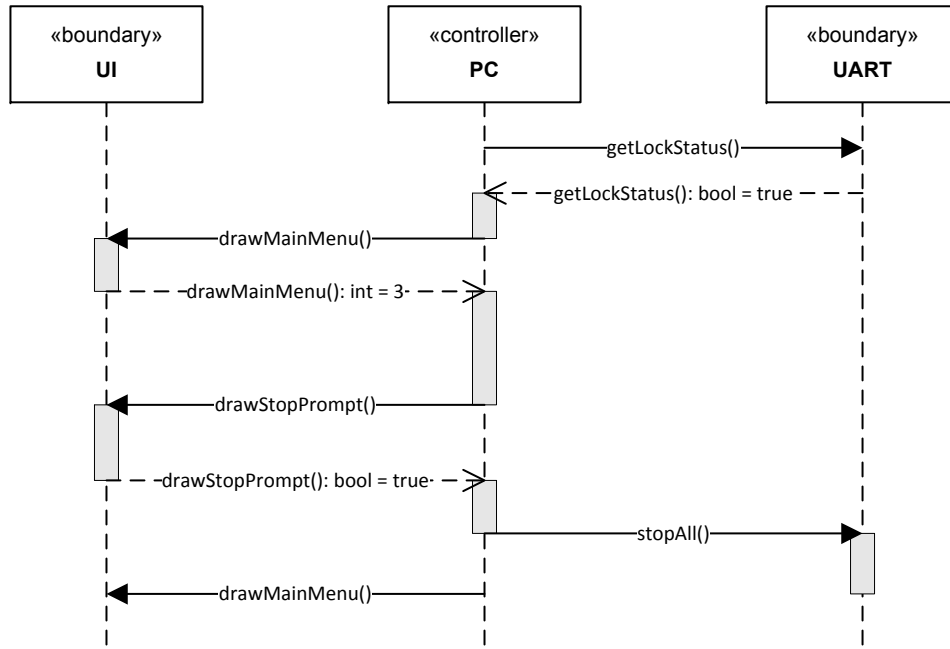 «boundary»
UI
«controller»
PC
«boundary»
UART
getLockStatus()
getLockStatus(): bool = true
drawMainMenu()
drawMainMenu(): int = 3
drawStopPrompt()
drawStopPrompt(): bool = true
stopAll()
drawMainMenu()